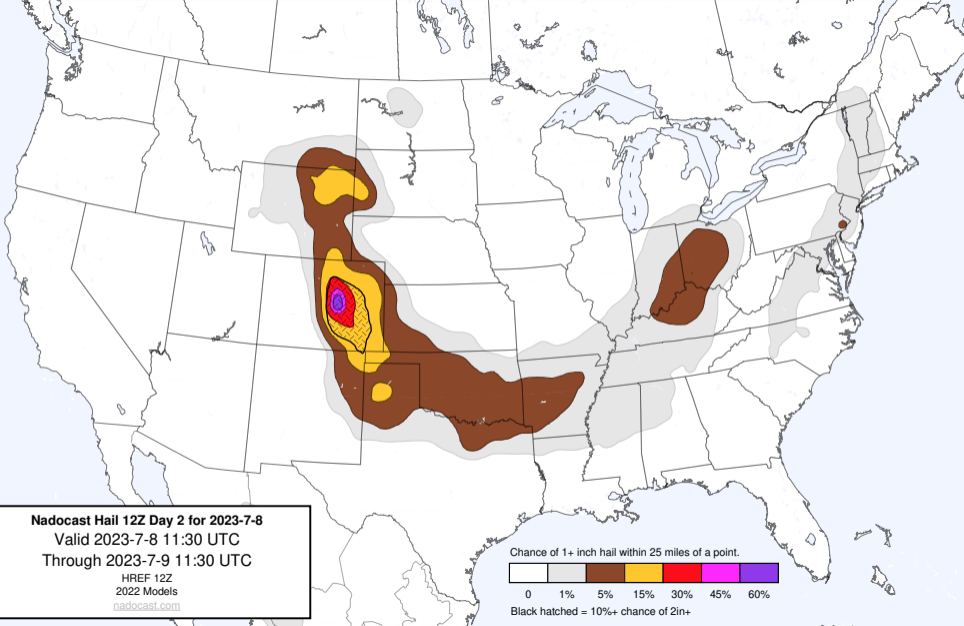 Nadocast Hail 12Z Day 2 for 2023-7-8
Valid 2023-7-8 11:30 UTC
Through 2023-7-9 11:30 UTC
HREF 12Z
2022 Models
nadocast.com
Chance of 1+ inch hail within 25 miles of a point.
0 1% 5% 15% 30% 45% 60%
Black hatched = 10%+ chance of 2in+